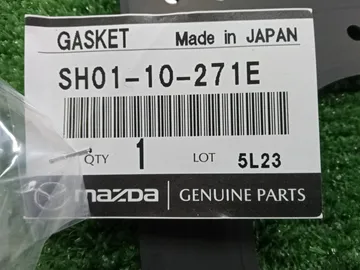 GASKET Made in JAPAN
SH01-10-271E
QTY 1 LOT 5L23
mazda GENUINE PARTS